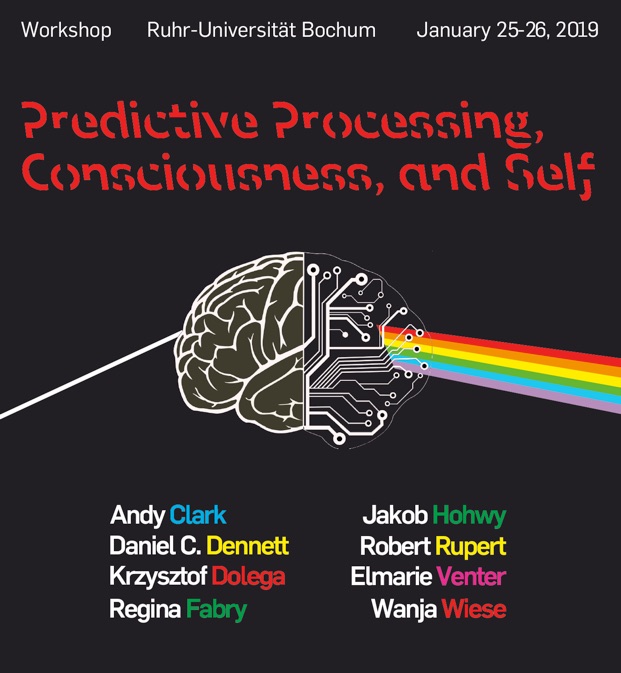 Workshop Ruhr-Universität Bochum January 25-26, 2019
Predictive Processing,
Consciousness, and Self
Andy Clark
Daniel C. Dennett
Krzysztof Dolega
Regina Fabry
Jakob Hohwy
Robert Rupert
Elmarie Venter
Wanja Wiese